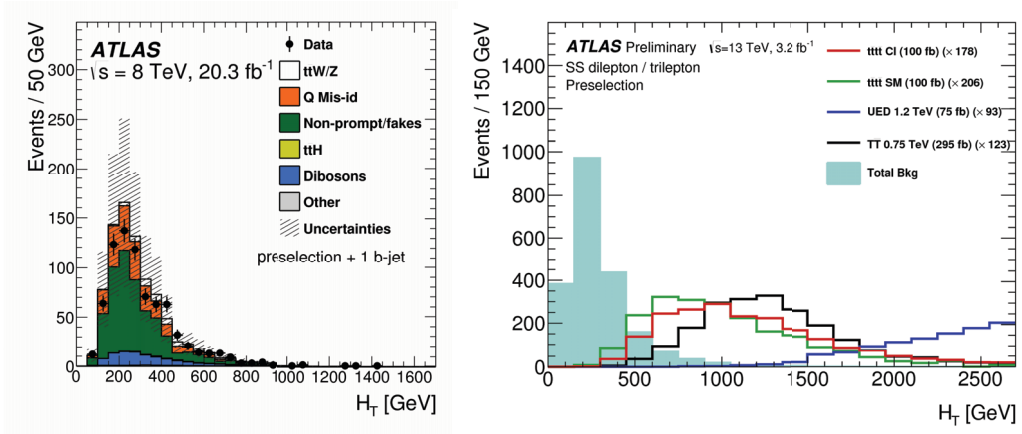 ATLAS
√s = 8 TeV, 20.3 fb⁻¹
Data
ttW/Z
Q Mis-id
Non-prompt/fakes
ttH
Dibosons
Other
Uncertainties
preselection + 1 b-jet
Events / 50 GeV
300
250
200
150
100
50
0
0 200 400 600 800 1000 1200 1400 1600
H_T [GeV]
ATLAS Preliminary √s=13 TeV, 3.2 fb⁻¹
SS dilepton / trilepton
Preselection
tttt CI (100 fb) (× 178)
tttt SM (100 fb) (× 206)
UED 1.2 TeV (75 fb) (× 93)
TT 0.75 TeV (295 fb) (× 123)
Total Bkg
Events / 150 GeV
1400
1200
1000
800
600
400
200
0
0 500 1000 1500 2000 2500
H_T [GeV]